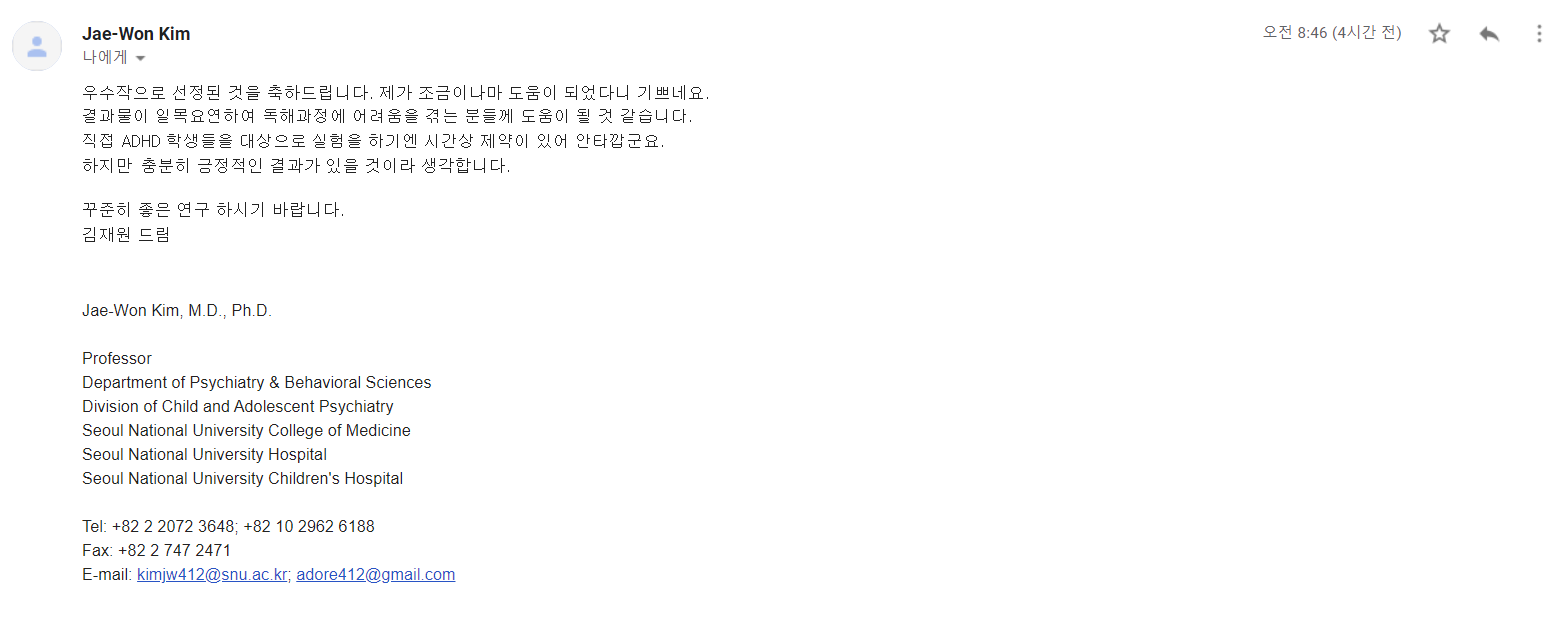 Jae-Won Kim
오전 8:46 (4시간 전)
나에게
우수작으로 선정된 것을 축하드립니다. 제가 조금이나마 도움이 되었다니 기쁘네요.
결과물이 일목요연하여 독해과정에 어려움을 겪는 분들께 도움이 될 것 같습니다.
직접 ADHD 학생들을 대상으로 실험을 하기엔 시간상 제약이 있어 안타깝군요.
하지만 충분히 긍정적인 결과가 있을 것이라 생각합니다.
꾸준히 좋은 연구 하시기 바랍니다.
김재원 드림
Jae-Won Kim, M.D., Ph.D.
Professor
Department of Psychiatry & Behavioral Sciences
Division of Child and Adolescent Psychiatry
Seoul National University College of Medicine
Seoul National University Hospital
Seoul National University Children's Hospital
Tel: +82 2 2072 3648; +82 10 2962 6188
Fax: +82 2 747 2471
E-mail: kimjw412@snu.ac.kr; adore412@gmail.com